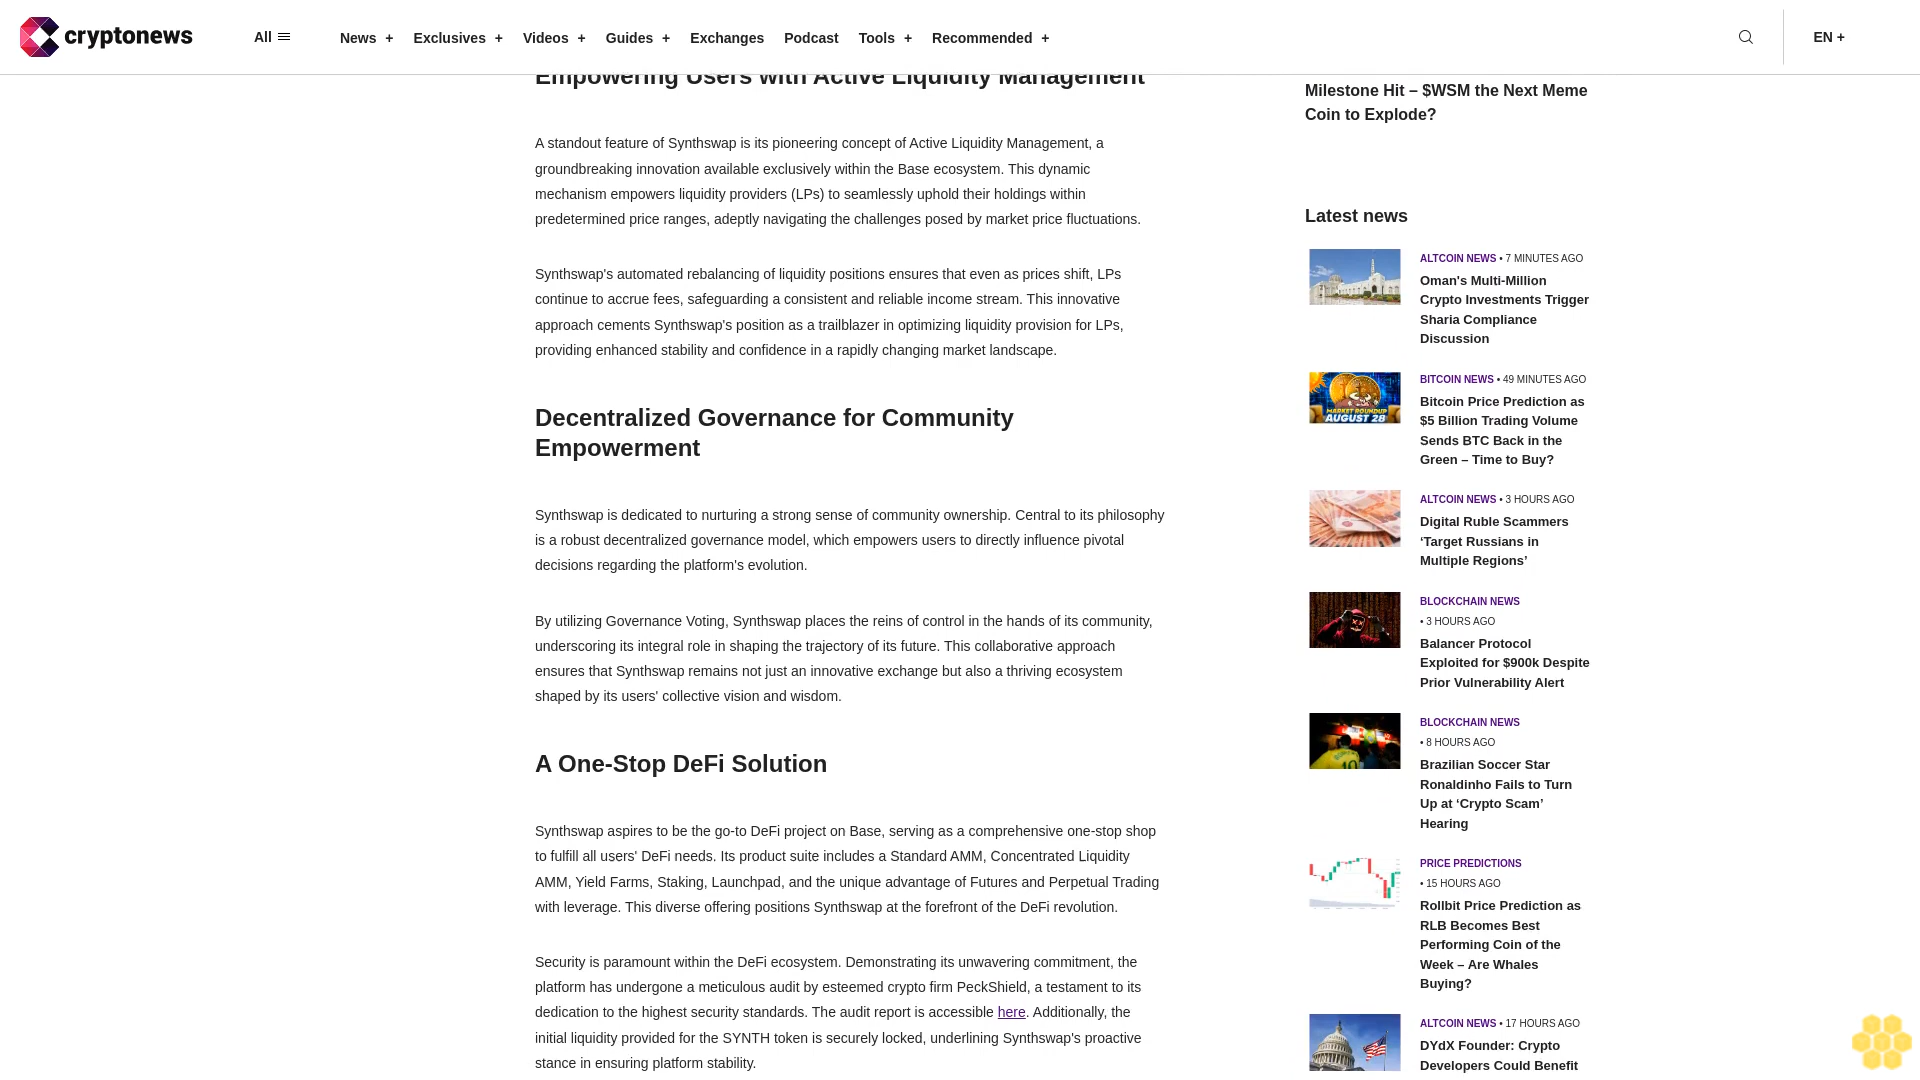 cryptonews
All
News +
Exclusives +
Videos +
Guides +
Exchanges
Podcast
Tools +
Recommended +
EN +
Empowering Users with Active Liquidity Management
A standout feature of Synthswap is its pioneering concept of Active Liquidity Management, a
groundbreaking innovation available exclusively within the Base ecosystem. This dynamic
mechanism empowers liquidity providers (LPs) to seamlessly uphold their holdings within
predetermined price ranges, adeptly navigating the challenges posed by market price fluctuations.
Synthswap's automated rebalancing of liquidity positions ensures that even as prices shift, LPs
continue to accrue fees, safeguarding a consistent and reliable income stream. This innovative
approach cements Synthswap's position as a trailblazer in optimizing liquidity provision for LPs,
providing enhanced stability and confidence in a rapidly changing market landscape.
Decentralized Governance for Community
Empowerment
Synthswap is dedicated to nurturing a strong sense of community ownership. Central to its philosophy
is a robust decentralized governance model, which empowers users to directly influence pivotal
decisions regarding the platform's evolution.
By utilizing Governance Voting, Synthswap places the reins of control in the hands of its community,
underscoring its integral role in shaping the trajectory of its future. This collaborative approach
ensures that Synthswap remains not just an innovative exchange but also a thriving ecosystem
shaped by its users' collective vision and wisdom.
A One-Stop DeFi Solution
Synthswap aspires to be the go-to DeFi project on Base, serving as a comprehensive one-stop shop
to fulfill all users' DeFi needs. Its product suite includes a Standard AMM, Concentrated Liquidity
AMM, Yield Farms, Staking, Launchpad, and the unique advantage of Futures and Perpetual Trading
with leverage. This diverse offering positions Synthswap at the forefront of the DeFi revolution.
Security is paramount within the DeFi ecosystem. Demonstrating its unwavering commitment, the
platform has undergone a meticulous audit by esteemed crypto firm PeckShield, a testament to its
dedication to the highest security standards. The audit report is accessible here. Additionally, the
initial liquidity provided for the SYNTH token is securely locked, underlining Synthswap's proactive
stance in ensuring platform stability.
Milestone Hit – $WSM the Next Meme
Coin to Explode?
Latest news
ALTCOIN NEWS • 7 MINUTES AGO
Oman's Multi-Million
Crypto Investments Trigger
Sharia Compliance
Discussion
MARKET ROUNDUP
AUGUST 28
BITCOIN NEWS • 49 MINUTES AGO
Bitcoin Price Prediction as
$5 Billion Trading Volume
Sends BTC Back in the
Green – Time to Buy?
ALTCOIN NEWS • 3 HOURS AGO
Digital Ruble Scammers
‘Target Russians in
Multiple Regions’
BLOCKCHAIN NEWS
• 3 HOURS AGO
Balancer Protocol
Exploited for $900k Despite
Prior Vulnerability Alert
BLOCKCHAIN NEWS
• 8 HOURS AGO
Brazilian Soccer Star
Ronaldinho Fails to Turn
Up at ‘Crypto Scam’
Hearing
PRICE PREDICTIONS
• 15 HOURS AGO
Rollbit Price Prediction as
RLB Becomes Best
Performing Coin of the
Week – Are Whales
Buying?
ALTCOIN NEWS • 17 HOURS AGO
DYdX Founder: Crypto
Developers Could Benefit